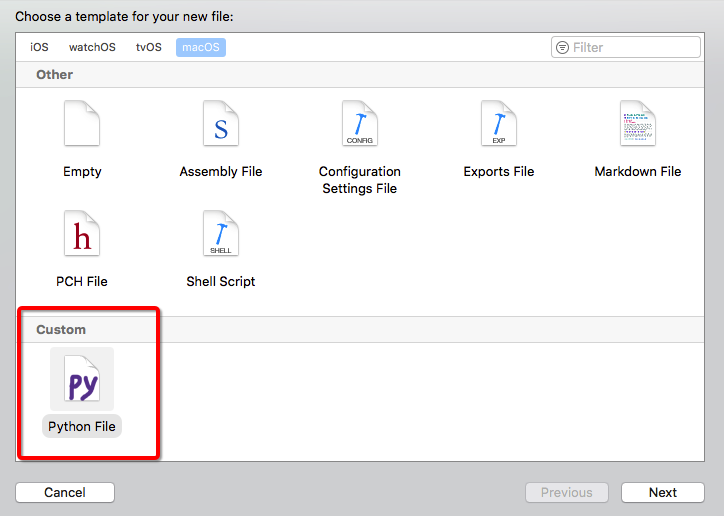 Choose a template for your new file:
iOS watchOS tvOS macOS Filter
Other
S CONFIG EXP
Empty Assembly File Configuration Settings File Exports File Markdown File
h SHELL
PCH File Shell Script
Custom
PY
Python File
Cancel Previous Next